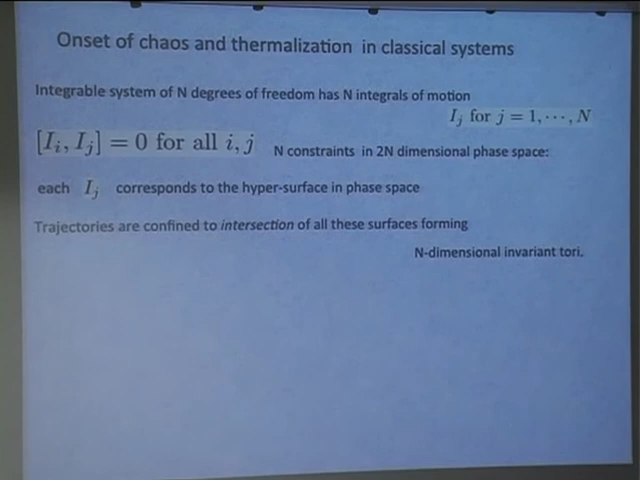 Onset of chaos and thermalization in classical systems
Integrable system of N degrees of freedom has N integrals of motion
I_j for j = 1, ⋯, N
[I_i, I_j] = 0 for all i, j N constraints in 2N dimensional phase space:
each I_j corresponds to the hyper-surface in phase space
Trajectories are confined to intersection of all these surfaces forming
N-dimensional invariant tori.